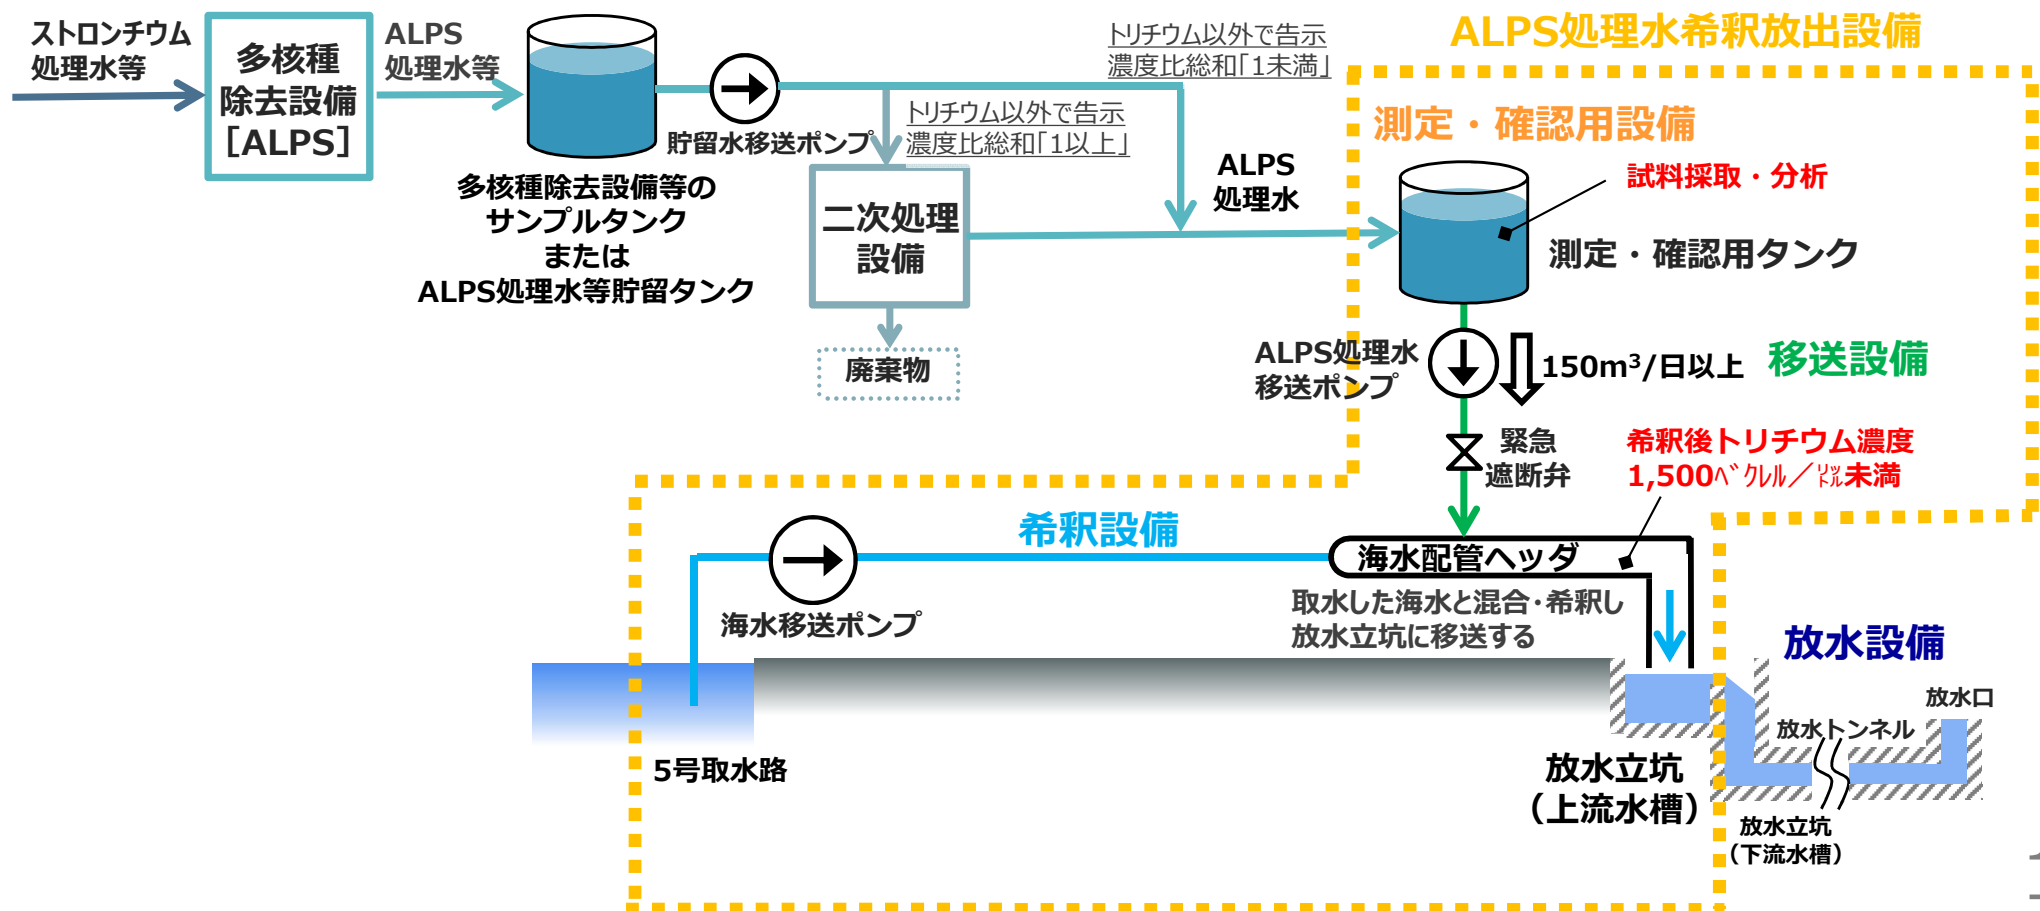 ストロンチウム
処理水等
多核種
除去設備
［ALPS］
ALPS
処理水等
貯留水移送ポンプ
多核種除去設備等の
サンプルタンク
または
ALPS処理水等貯留タンク
トリチウム以外で告示
濃度比総和「1未満」
トリチウム以外で告示
濃度比総和「1以上」
二次処理
設備
廃棄物
ALPS
処理水
ALPS処理水希釈放出設備
測定・確認用設備
試料採取・分析
測定・確認用タンク
ALPS処理水
移送ポンプ
150m³/日以上
移送設備
緊急
遮断弁
希釈後トリチウム濃度
1,500ﾍﾞｸﾚﾙ／㍑未満
希釈設備
海水配管ヘッダ
海水移送ポンプ
取水した海水と混合・希釈し
放水立坑に移送する
放水設備
放水口
放水トンネル
5号取水路
放水立坑
（上流水槽）
放水立坑
（下流水槽）